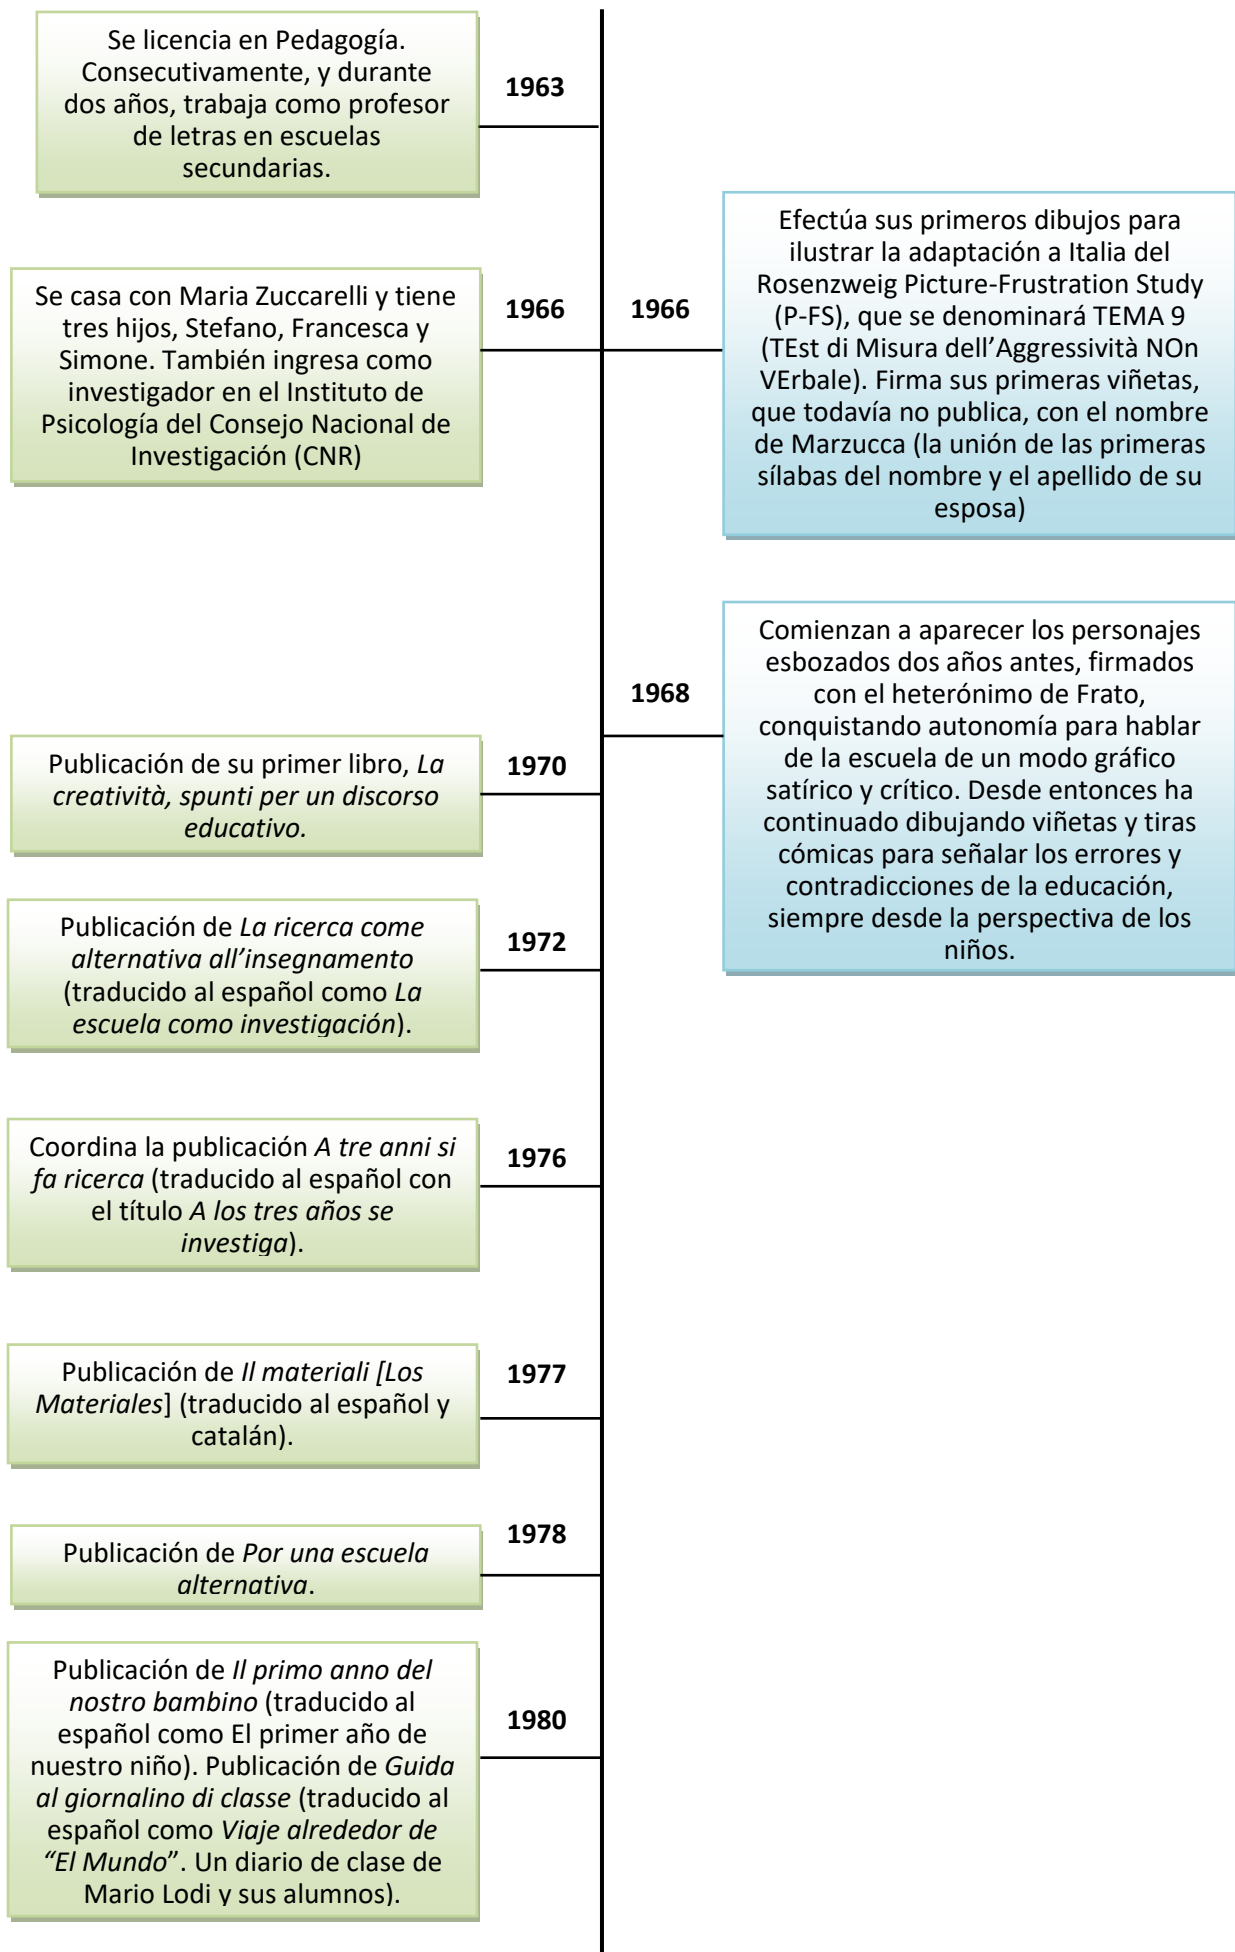 Se licencia en Pedagogía.
Consecutivamente, y durante
dos años, trabaja como profesor
de letras en escuelas
secundarias.
1963
Se casa con Maria Zuccarelli y tiene
tres hijos, Stefano, Francesca y
Simone. También ingresa como
investigador en el Instituto de
Psicología del Consejo Nacional de
Investigación (CNR)
1966
1966
Efectúa sus primeros dibujos para
ilustrar la adaptación a Italia del
Rosenzweig Picture-Frustration Study
(P-FS), que se denominará TEMA 9
(TEst di Misura dell’Aggressività NOn
VErbale). Firma sus primeras viñetas,
que todavía no publica, con el nombre
de Marzucca (la unión de las primeras
sílabas del nombre y el apellido de su
esposa)
1968
Comienzan a aparecer los personajes
esbozados dos años antes, firmados
con el heterónimo de Frato,
conquistando autonomía para hablar
de la escuela de un modo gráfico
satírico y crítico. Desde entonces ha
continuado dibujando viñetas y tiras
cómicas para señalar los errores y
contradicciones de la educación,
siempre desde la perspectiva de los
niños.
Publicación de su primer libro, La
creatività, spunti per un discorso
educativo.
1970
Publicación de La ricerca come
alternativa all’insegnamento
(traducido al español como La
escuela como investigación).
1972
Coordina la publicación A tre anni si
fa ricerca (traducido al español con
el título A los tres años se
investiga).
1976
Publicación de Il materiali [Los
Materiales] (traducido al español y
catalán).
1977
Publicación de Por una escuela
alternativa.
1978
Publicación de Il primo anno del
nostro bambino (traducido al
español como El primer año de
nuestro niño). Publicación de Guida
al giornalino di classe (traducido al
español como Viaje alrededor de
“El Mundo”. Un diario de clase de
Mario Lodi y sus alumnos).
1980